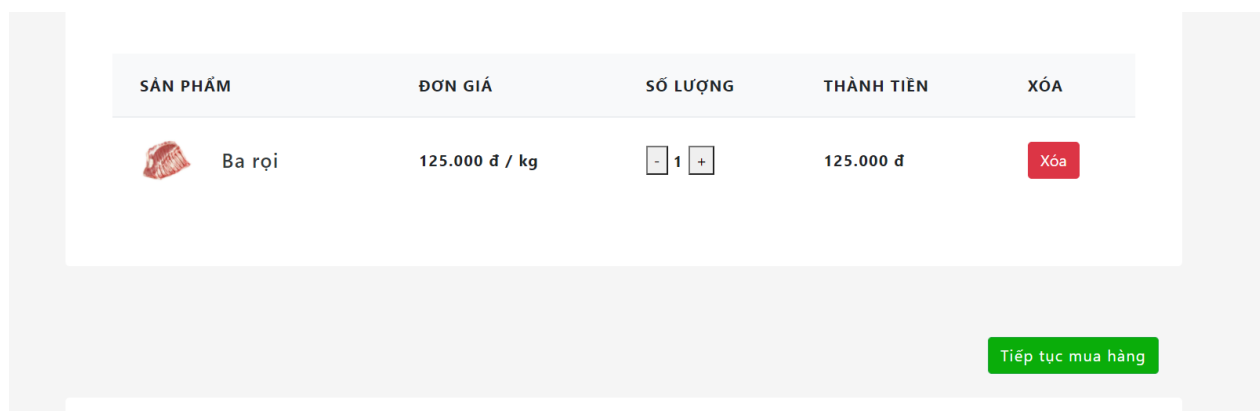 SẢN PHẨM ĐƠN GIÁ SỐ LƯỢNG THÀNH TIỀN XÓA
Ba rọi 125.000 đ / kg - 1 + 125.000 đ Xóa
Tiếp tục mua hàng